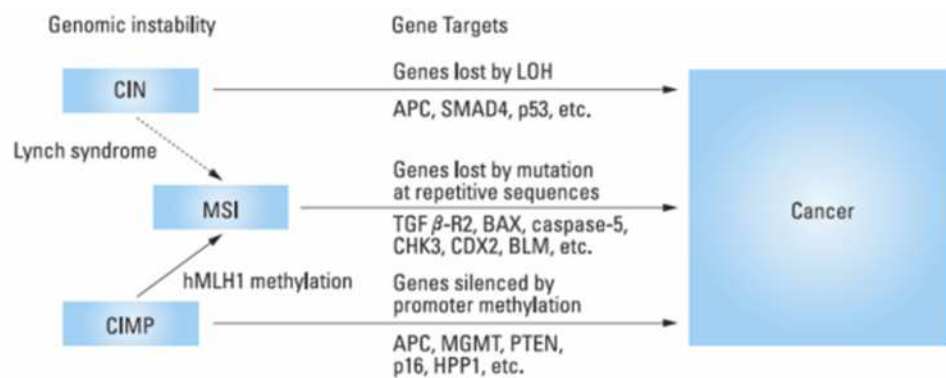 Genomic instability
Gene Targets
CIN
Genes lost by LOH
APC, SMAD4, p53, etc.
Lynch syndrome
MSI
Genes lost by mutation
at repetitive sequences
TGF β-R2, BAX, caspase-5,
CHK3, CDX2, BLM, etc.
Cancer
hMLH1 methylation
CIMP
Genes silenced by
promoter methylation
APC, MGMT, PTEN,
p16, HPP1, etc.